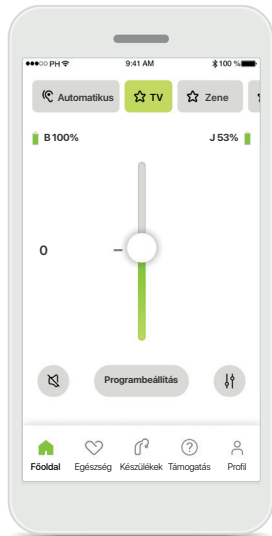 PH 9:41 AM 100 %
Automatikus TV Zene
B 100% J 53%
0
Programbeállítás
Főoldal Egészség Készülékek Támogatás Profil